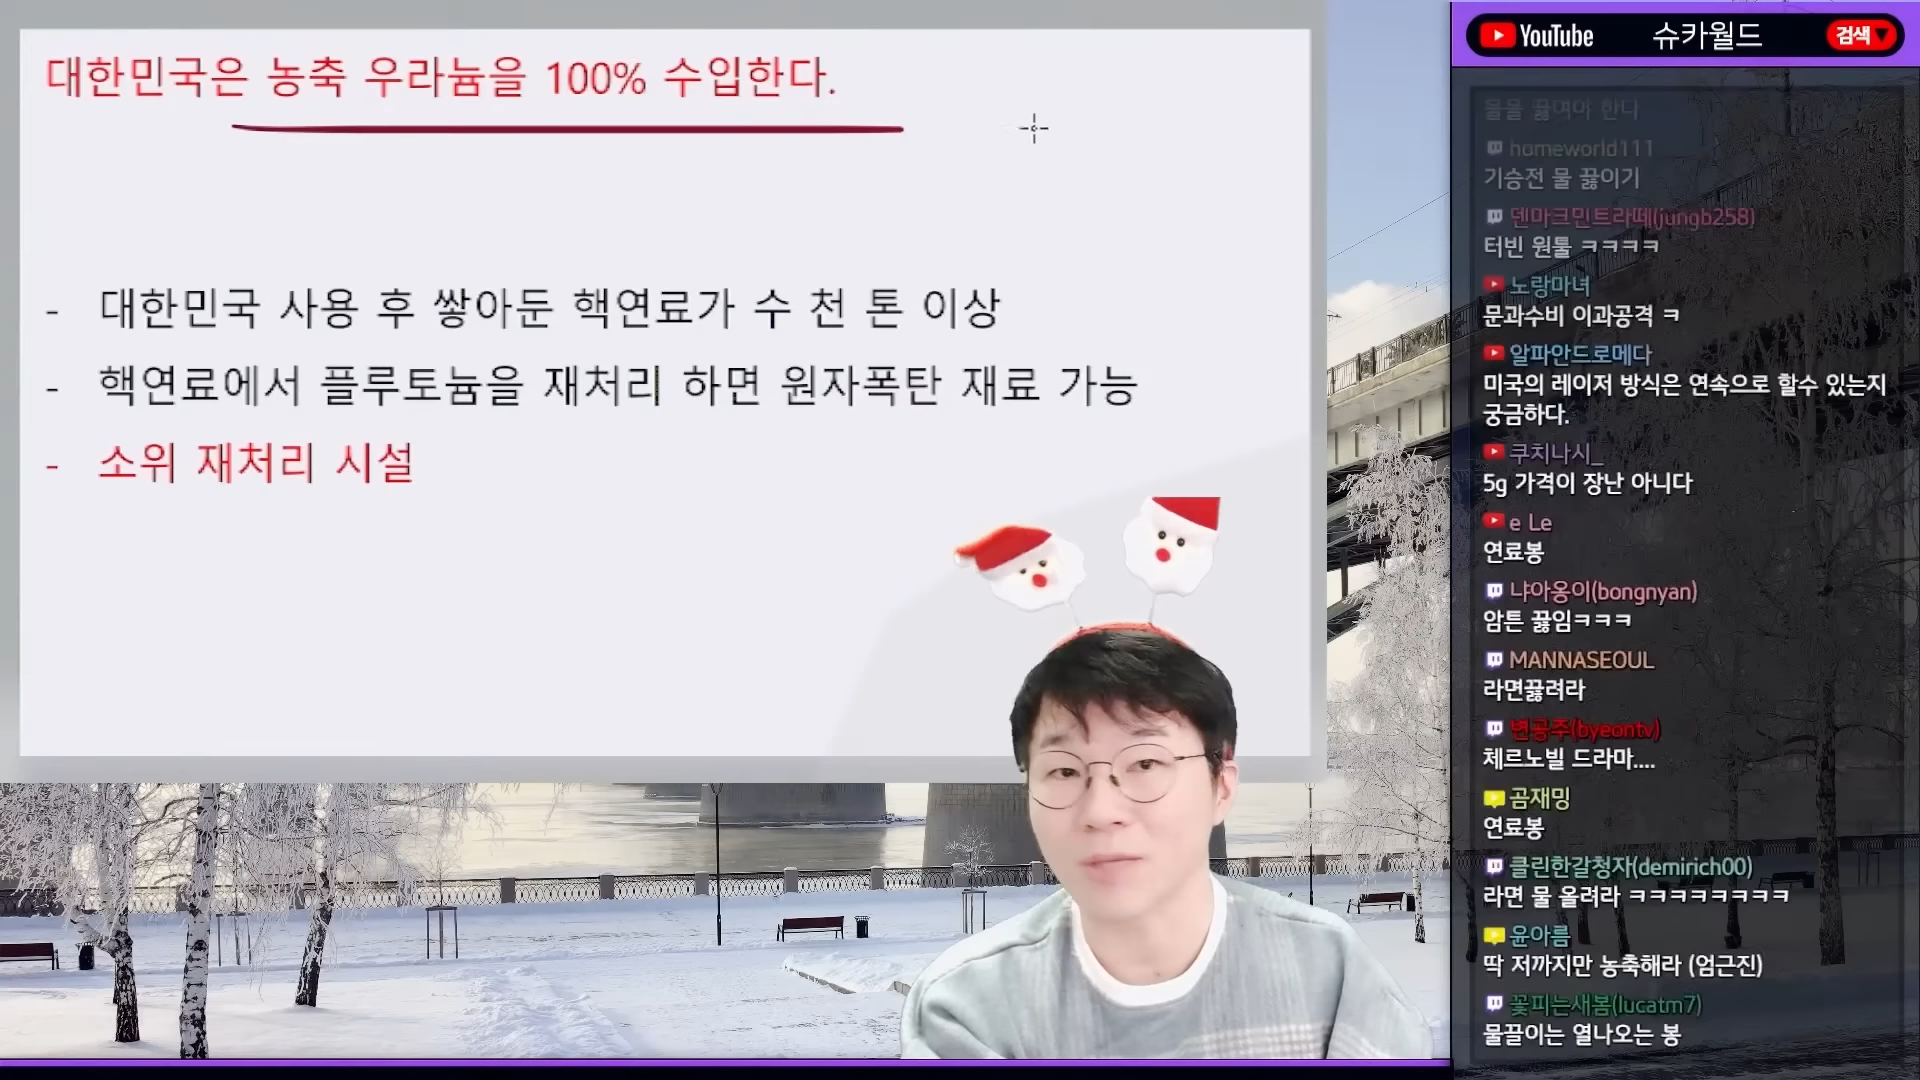 대한민국은 농축 우라늄을 100% 수입한다.
- 대한민국 사용 후 쌓아둔 핵연료가 수 천 톤 이상
- 핵연료에서 플루토늄을 재처리 하면 원자폭탄 재료 가능
- 소위 재처리 시설
YouTube 슈카월드 검색
물을 끓여야 한다
homeworld111
기승전 물 끓이기
덴마크민트라떼(jungb258)
터빈 원툴 ㅋㅋㅋㅋ
노랑마녀
문과수비 이과공격 ㅋ
알파안드로메다
미국의 레이저 방식은 연속으로 할수 있는지
궁금하다.
쿠치나시_
5g 가격이 장난 아니다
e Le
연료봉
냐아옹이(bongnyan)
암튼 끓임ㅋㅋㅋ
MANNASEOUL
라면끓려라
변공주(byeontv)
체르노빌 드라마....
곰재밍
연료봉
클린한갈청자(demirich00)
라면 물 올려라 ㅋㅋㅋㅋㅋㅋㅋㅋ
윤아름
딱 저까지만 농축해라 (엄근진)
꽃피는새봄(lucatm7)
물끌이는 열나오는 봉